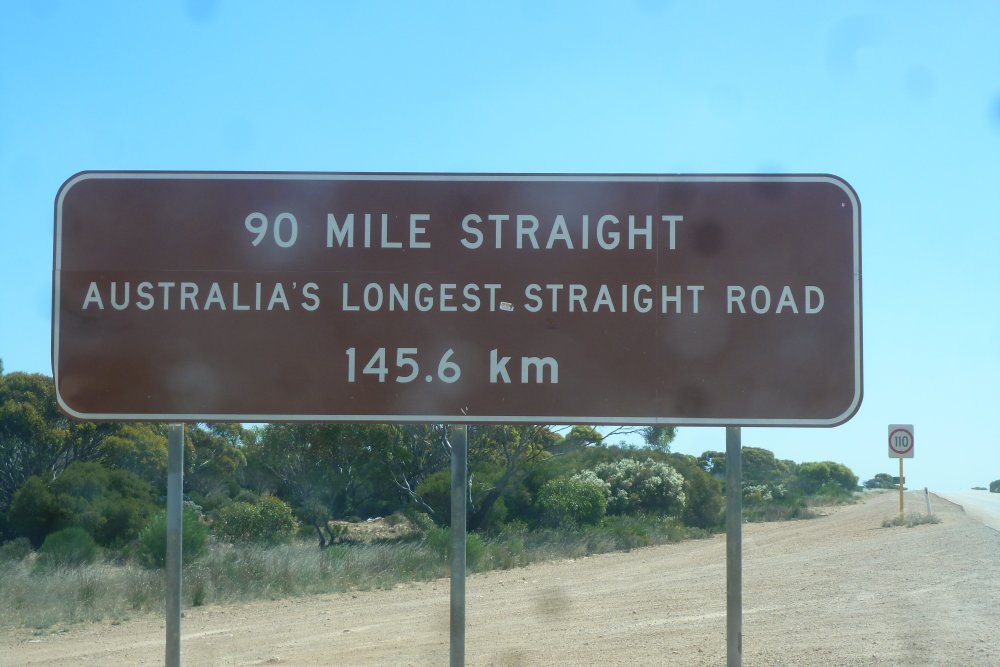 90 MILE STRAIGHT
AUSTRALIA'S LONGEST STRAIGHT ROAD
145.6 km
110